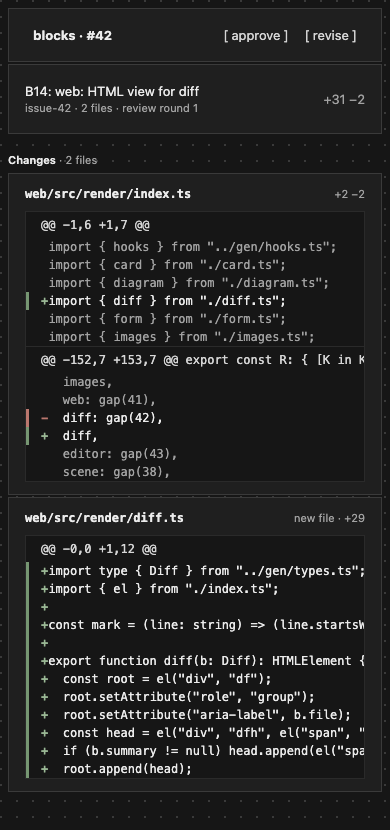 blocks · #42
[ approve ] [ revise ]
B14: web: HTML view for diff
issue-42 · 2 files · review round 1
+31 −2
Changes · 2 files
web/src/render/index.ts
+2 −2
@@ -1,6 +1,7 @@
import { hooks } from "../gen/hooks.ts";
import { card } from "./card.ts";
import { diagram } from "./diagram.ts";
+import { diff } from "./diff.ts";
import { form } from "./form.ts";
import { images } from "./images.ts";
@@ -152,7 +153,7 @@ export const R: { [K in K
images,
web: gap(41),
−  diff: gap(42),
+  diff,
editor: gap(43),
scene: gap(38),
web/src/render/diff.ts
new file · +29
@@ -0,0 +1,12 @@
+import type { Diff } from "../gen/types.ts";
+import { el } from "./index.ts";
+
+const mark = (line: string) => (line.startsW
+
+export function diff(b: Diff): HTMLElement {
+  const root = el("div", "df");
+  root.setAttribute("role", "group");
+  root.setAttribute("aria-label", b.file);
+  const head = el("div", "dfh", el("span", "
+  if (b.summary != null) head.append(el("spa
+  root.append(head);